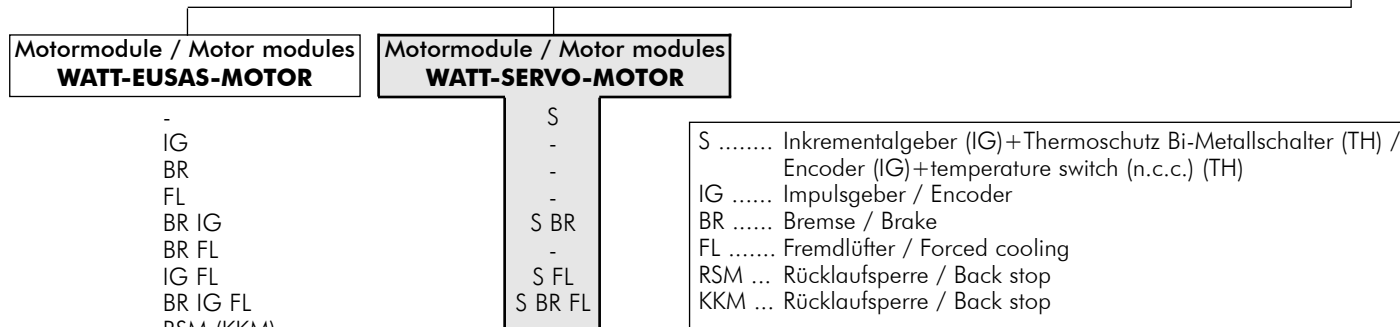 Motormodule / Motor modules
WATT-EUSAS-MOTOR
Motormodule / Motor modules
WATT-SERVO-MOTOR
- S
IG -
BR -
FL -
BR IG S BR
BR FL -
IG FL S FL
BR IG FL S BR FL
RSM (KKM)
S ........ Inkrementalgeber (IG)+Thermoschutz Bi-Metallschalter (TH) /
Encoder (IG)+temperature switch (n.c.c.) (TH)
IG ...... Impulsgeber / Encoder
BR ...... Bremse / Brake
FL ....... Fremdlüfter / Forced cooling
RSM ... Rücklaufsperre / Back stop
KKM ... Rücklaufsperre / Back stop